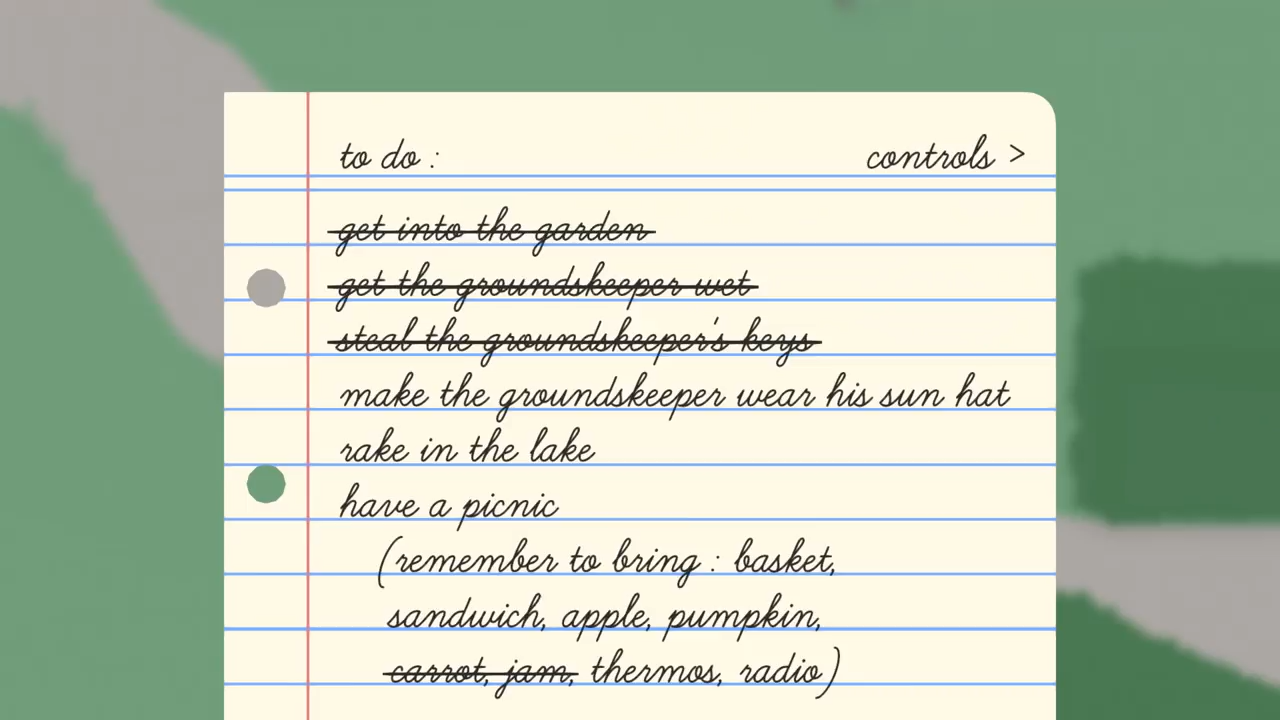 to do : controls >
get into the garden
get the groundskeeper wet
steal the groundskeeper's keys
make the groundskeeper wear his sun hat
rake in the lake
have a picnic
(remember to bring : basket,
sandwich, apple, pumpkin,
carrot, jam, thermos, radio)